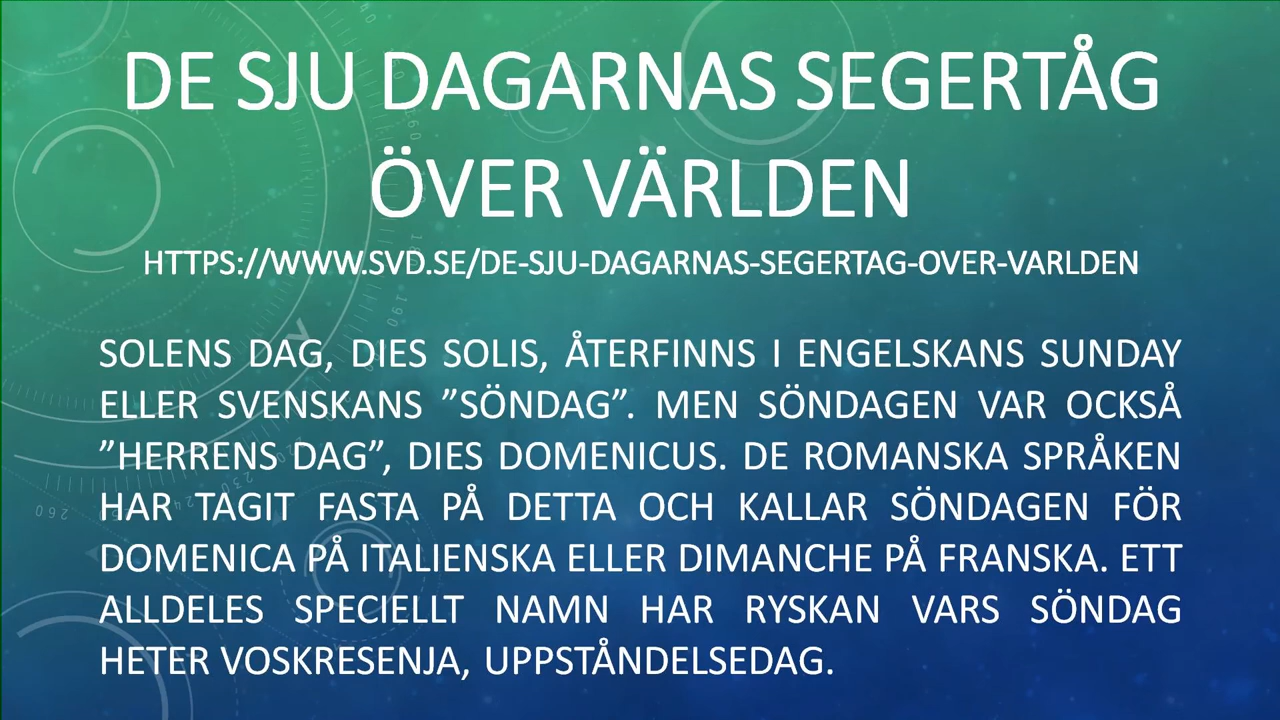 DE SJU DAGARNAS SEGERTÅG
ÖVER VÄRLDEN
HTTPS://WWW.SVD.SE/DE-SJU-DAGARNAS-SEGERTAG-OVER-VARLDEN
SOLENS DAG, DIES SOLIS, ÅTERFINNS I ENGELSKANS SUNDAY
ELLER SVENSKANS ”SÖNDAG”. MEN SÖNDAGEN VAR OCKSÅ
”HERRENS DAG”, DIES DOMENICUS. DE ROMANSKA SPRÅKEN
HAR TAGIT FASTA PÅ DETTA OCH KALLAR SÖNDAGEN FÖR
DOMENICA PÅ ITALIENSKA ELLER DIMANCHE PÅ FRANSKA. ETT
ALLDELES SPECIELLT NAMN HAR RYSKAN VARS SÖNDAG
HETER VOSKRESENJA, UPPSTÅNDELSEDAG.